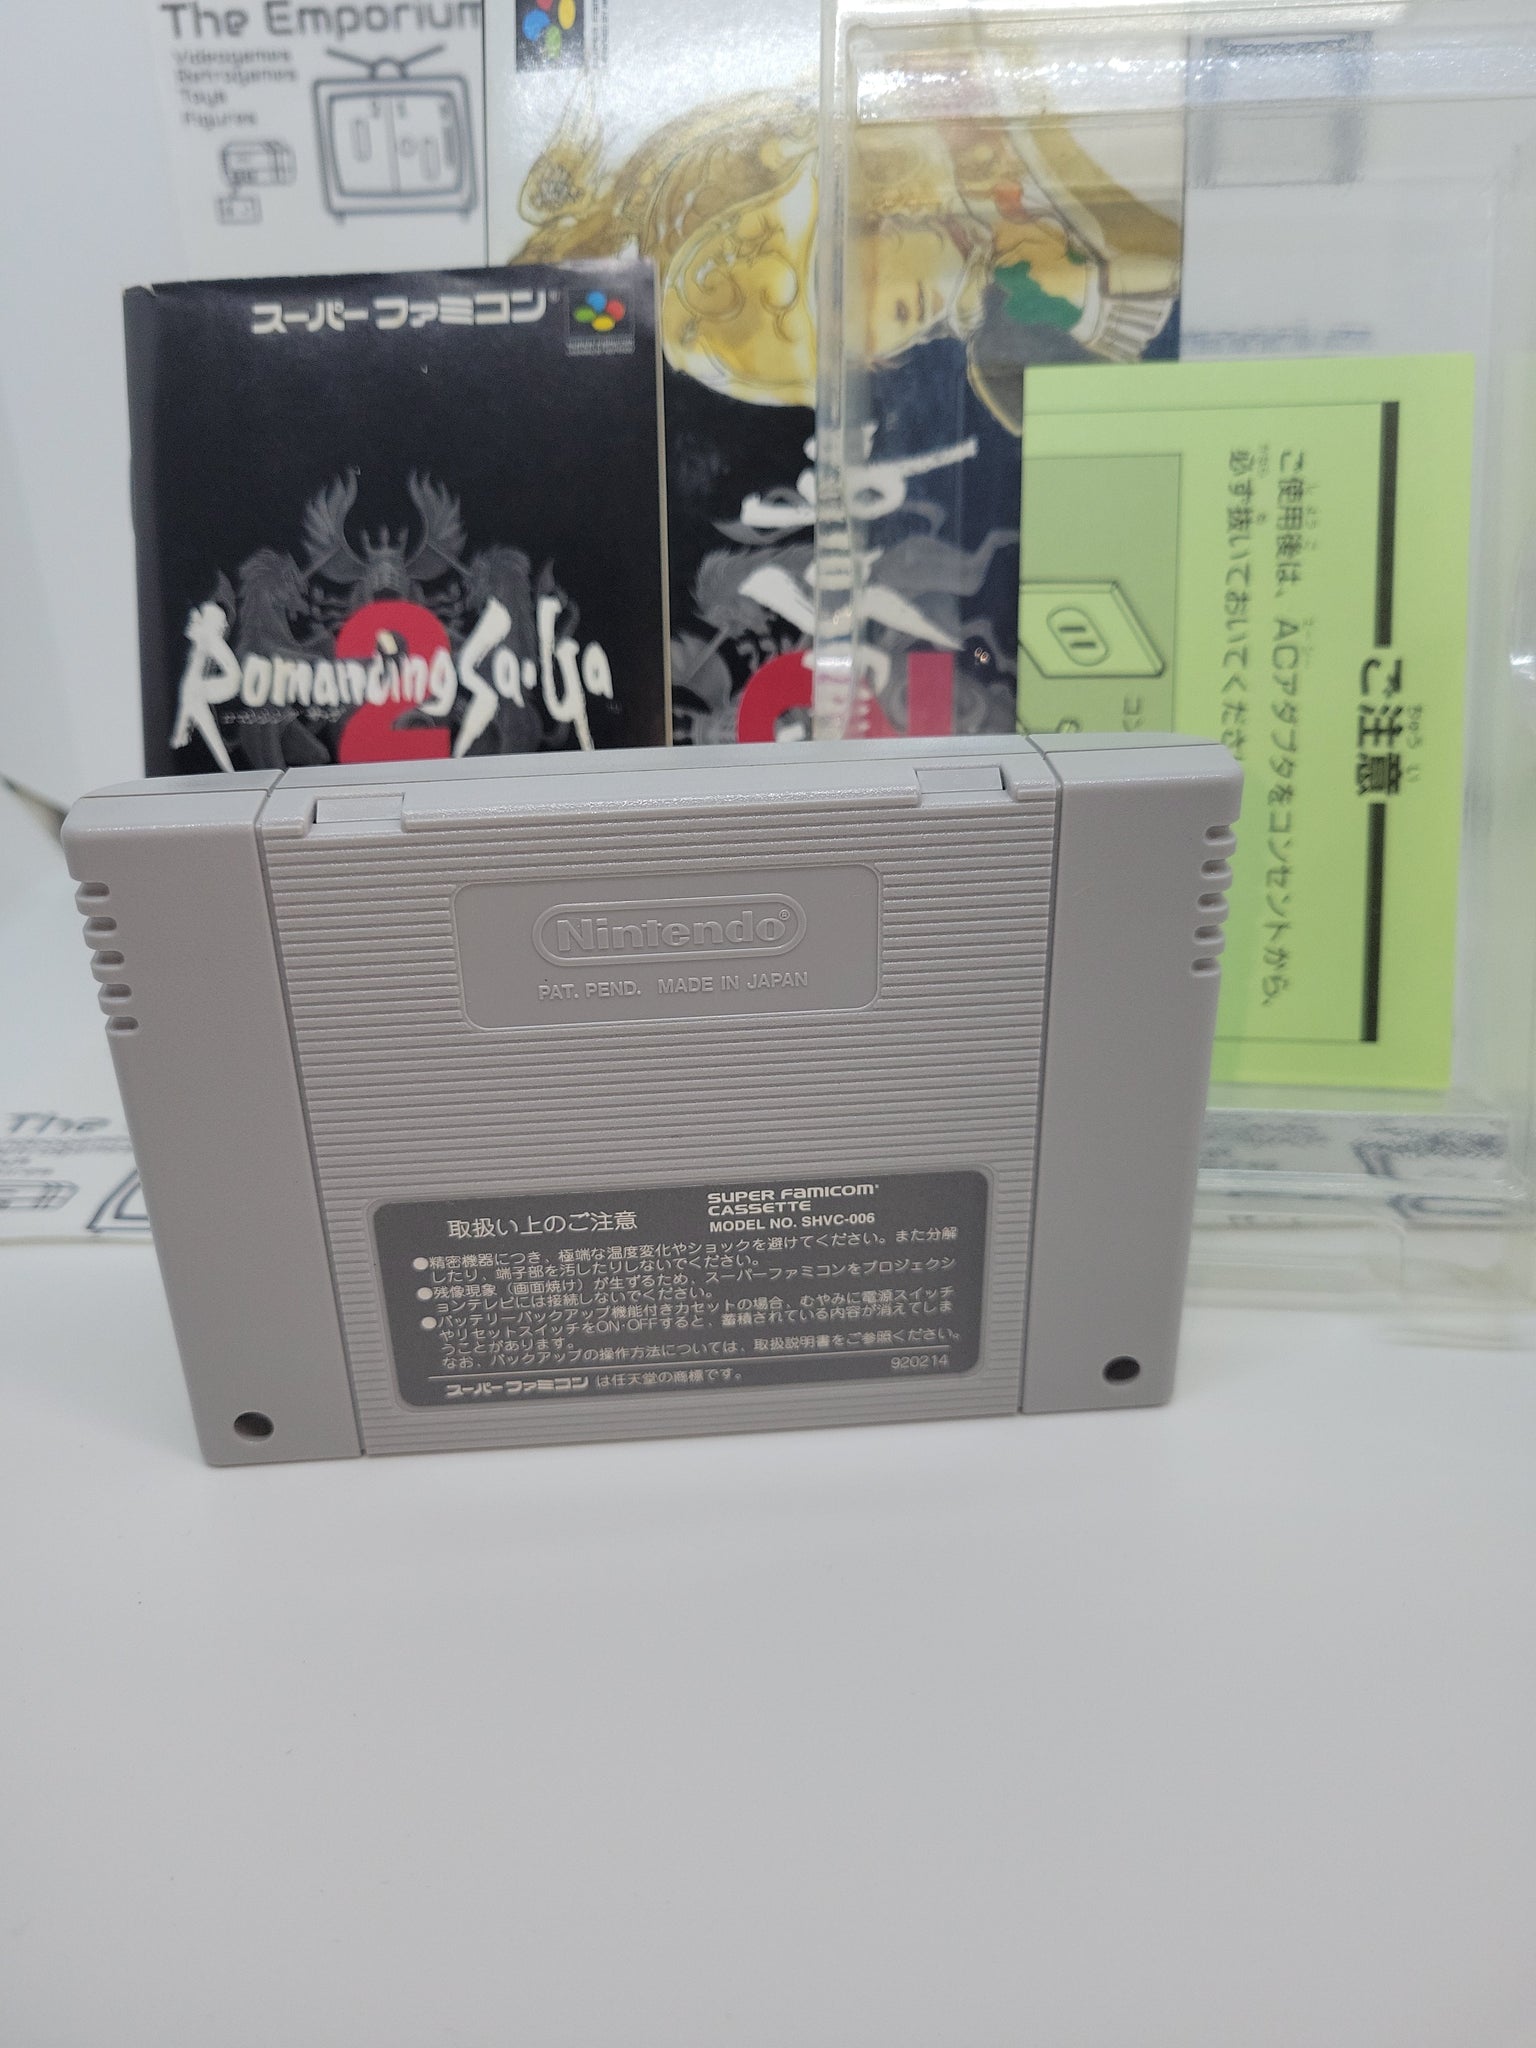 The Emporium
Videogames
Retrogames
Toys
Figures
スーパーファミコン
Romancing Sa·Ga
2
ご注意
ちゅうい
ご使用後は、ACアダプタをコンセントから、
必ず抜いておいてくださ
コン
Nintendo®
PAT. PEND. MADE IN JAPAN
取扱い上のご注意
SUPER FAMICOM
CASSETTE
MODEL NO. SHVC-006
●精密機器につき、極端な温度変化やショックを避けてください。また分解
したり、端子部を汚したりしないでください。
●残像現象（画面焼け）が生ずるため、スーパーファミコンをプロジェクシ
ョンテレビには接続しないでください。
●バッテリーバックアップ機能付きカセットの場合、むやみに電源スイッチ
やリセットスイッチをON·OFFすると、蓄積されている内容が消えてしま
うことがあります。
なお、バックアップの操作方法については、取扱説明書をご参照ください。
920214
スーパーファミコンは任天堂の商標です。
The